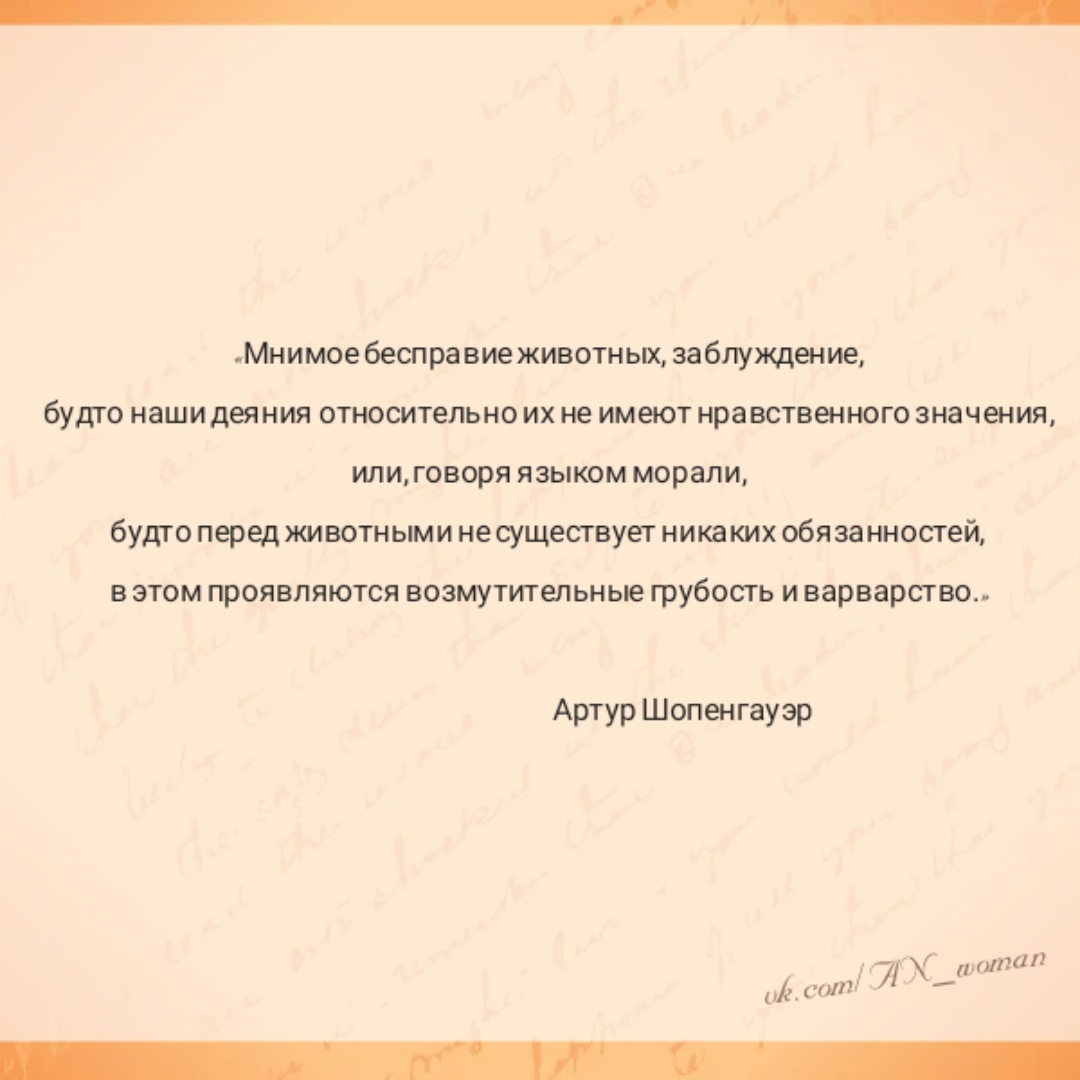 «Мнимое бесправие животных, заблуждение,
будто наши деяния относительно их не имеют нравственного значения,
или, говоря языком морали,
будто перед животными не существует никаких обязанностей,
в этом проявляются возмутительные грубость и варварство.»
Артур Шопенгауэр
vk.com/AN_woman